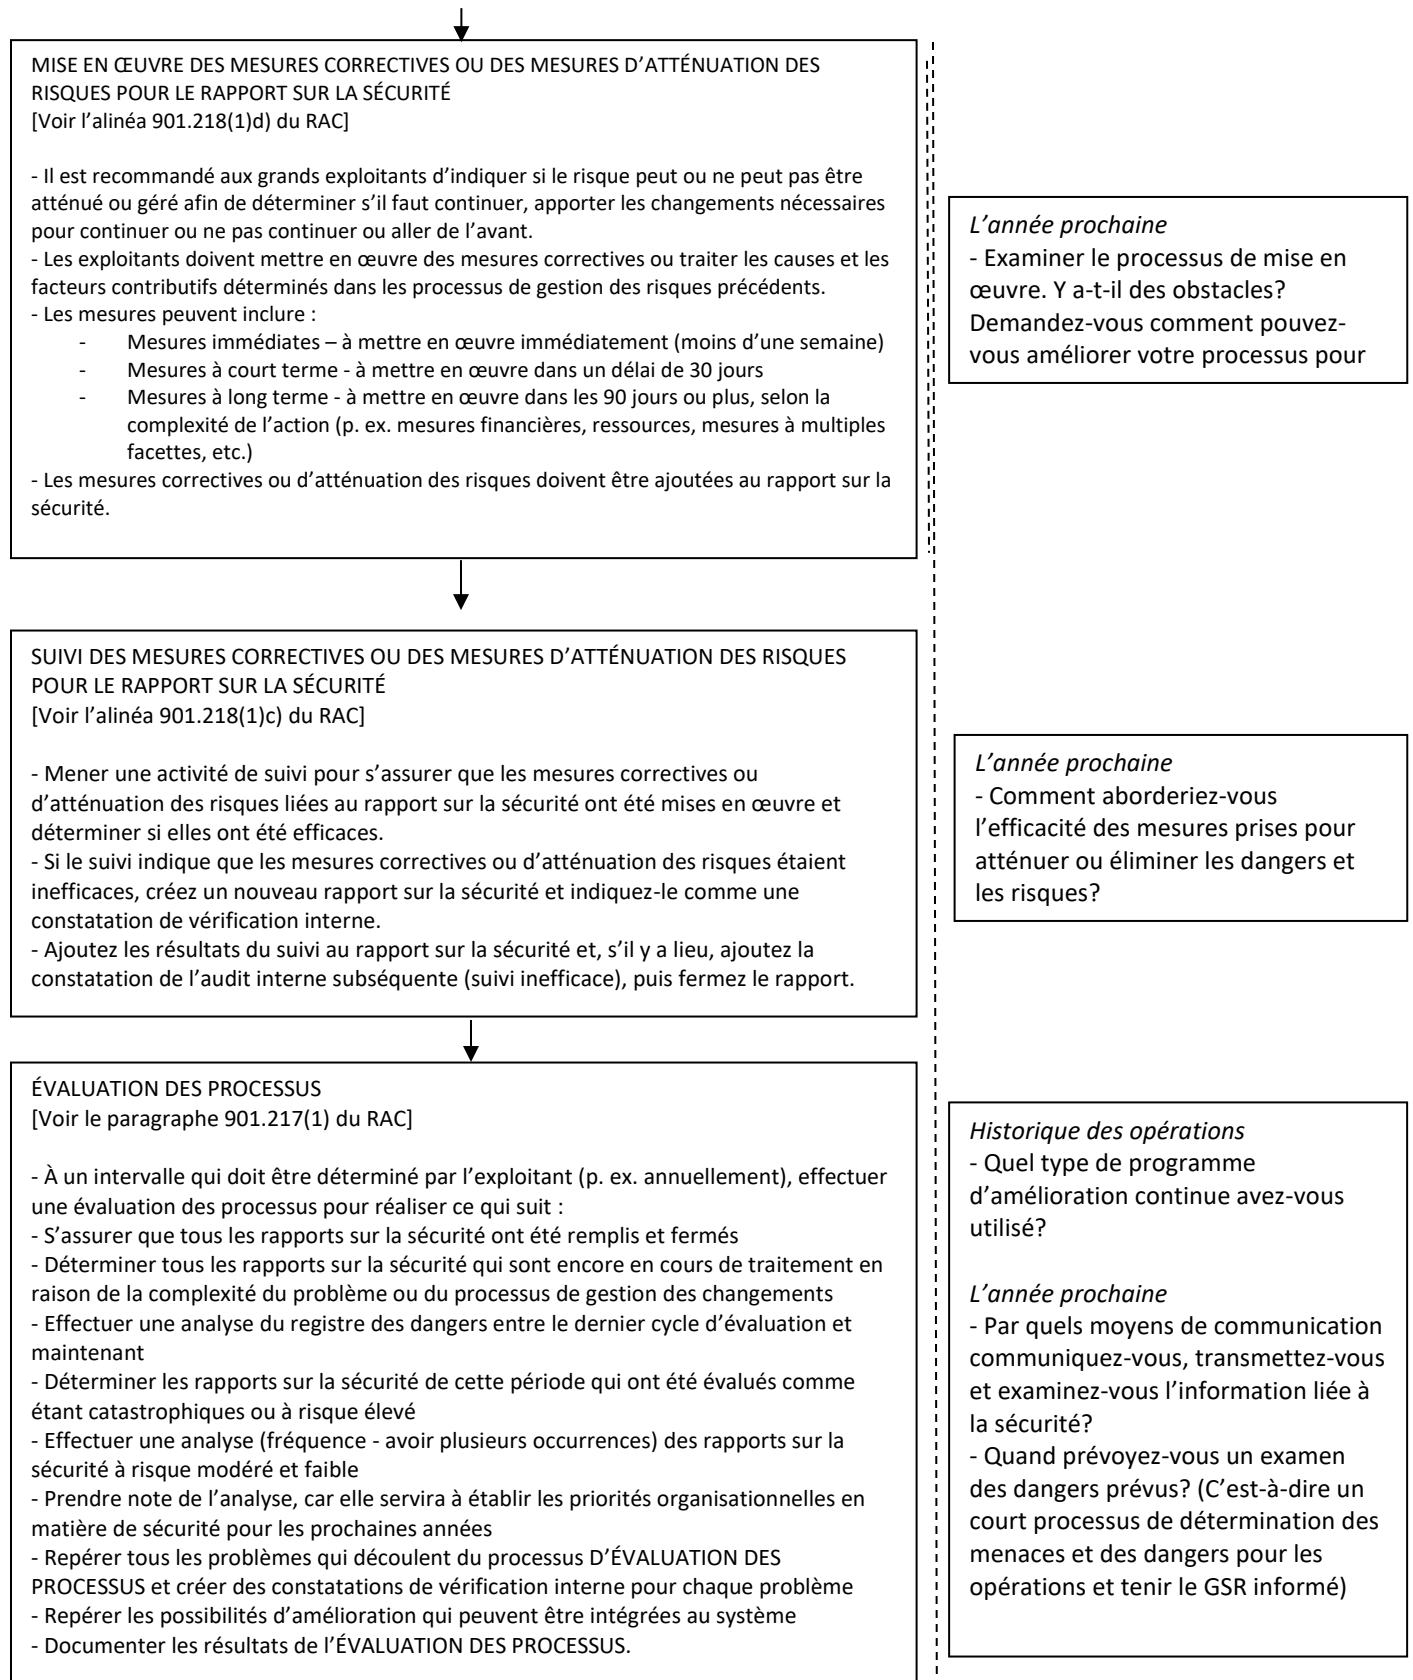 MISE EN ŒUVRE DES MESURES CORRECTIVES OU DES MESURES D’ATTÉNUATION DES
RISQUES POUR LE RAPPORT SUR LA SÉCURITÉ
[Voir l’alinéa 901.218(1)d) du RAC]
- Il est recommandé aux grands exploitants d’indiquer si le risque peut ou ne peut pas être
atténué ou géré afin de déterminer s’il faut continuer, apporter les changements nécessaires
pour continuer ou ne pas continuer ou aller de l’avant.
- Les exploitants doivent mettre en œuvre des mesures correctives ou traiter les causes et les
facteurs contributifs déterminés dans les processus de gestion des risques précédents.
- Les mesures peuvent inclure :
- Mesures immédiates – à mettre en œuvre immédiatement (moins d’une semaine)
- Mesures à court terme - à mettre en œuvre dans un délai de 30 jours
- Mesures à long terme - à mettre en œuvre dans les 90 jours ou plus, selon la
complexité de l’action (p. ex. mesures financières, ressources, mesures à multiples
facettes, etc.)
- Les mesures correctives ou d’atténuation des risques doivent être ajoutées au rapport sur la
sécurité.
L’année prochaine
- Examiner le processus de mise en
œuvre. Y a-t-il des obstacles?
Demandez-vous comment pouvez-
vous améliorer votre processus pour
SUIVI DES MESURES CORRECTIVES OU DES MESURES D’ATTÉNUATION DES RISQUES
POUR LE RAPPORT SUR LA SÉCURITÉ
[Voir l’alinéa 901.218(1)c) du RAC]
- Mener une activité de suivi pour s’assurer que les mesures correctives ou
d’atténuation des risques liées au rapport sur la sécurité ont été mises en œuvre et
déterminer si elles ont été efficaces.
- Si le suivi indique que les mesures correctives ou d’atténuation des risques étaient
inefficaces, créez un nouveau rapport sur la sécurité et indiquez-le comme une
constatation de vérification interne.
- Ajoutez les résultats du suivi au rapport sur la sécurité et, s’il y a lieu, ajoutez la
constatation de l’audit interne subséquente (suivi inefficace), puis fermez le rapport.
L’année prochaine
- Comment aborderiez-vous
l’efficacité des mesures prises pour
atténuer ou éliminer les dangers et
les risques?
ÉVALUATION DES PROCESSUS
[Voir le paragraphe 901.217(1) du RAC]
- À un intervalle qui doit être déterminé par l’exploitant (p. ex. annuellement), effectuer
une évaluation des processus pour réaliser ce qui suit :
- S’assurer que tous les rapports sur la sécurité ont été remplis et fermés
- Déterminer tous les rapports sur la sécurité qui sont encore en cours de traitement en
raison de la complexité du problème ou du processus de gestion des changements
- Effectuer une analyse du registre des dangers entre le dernier cycle d’évaluation et
maintenant
- Déterminer les rapports sur la sécurité de cette période qui ont été évalués comme
étant catastrophiques ou à risque élevé
- Effectuer une analyse (fréquence - avoir plusieurs occurrences) des rapports sur la
sécurité à risque modéré et faible
- Prendre note de l’analyse, car elle servira à établir les priorités organisationnelles en
matière de sécurité pour les prochaines années
- Repérer tous les problèmes qui découlent du processus D’ÉVALUATION DES
PROCESSUS et créer des constatations de vérification interne pour chaque problème
- Repérer les possibilités d’amélioration qui peuvent être intégrées au système
- Documenter les résultats de l’ÉVALUATION DES PROCESSUS.
Historique des opérations
- Quel type de programme
d’amélioration continue avez-vous
utilisé?
L’année prochaine
- Par quels moyens de communication
communiquez-vous, transmettez-vous
et examinez-vous l’information liée à
la sécurité?
- Quand prévoyez-vous un examen
des dangers prévus? (C’est-à-dire un
court processus de détermination des
menaces et des dangers pour les
opérations et tenir le GSR informé)